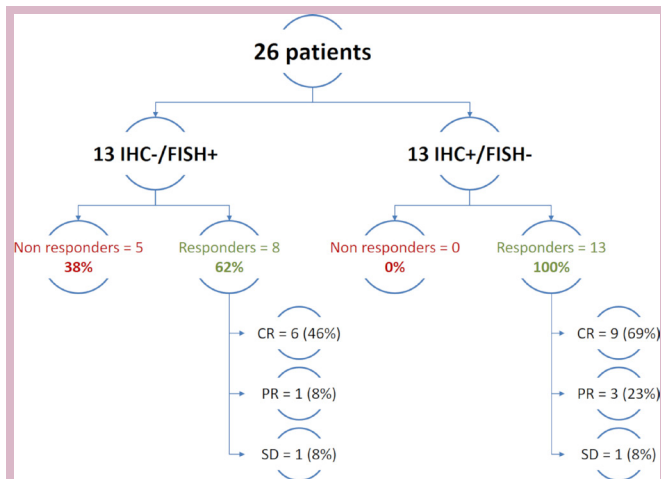 26 patients
13 IHC-/FISH+
13 IHC+/FISH-
Non responders = 5
38%
Responders = 8
62%
Non responders = 0
0%
Responders = 13
100%
CR = 6 (46%)
PR = 1 (8%)
SD = 1 (8%)
CR = 9 (69%)
PR = 3 (23%)
SD = 1 (8%)